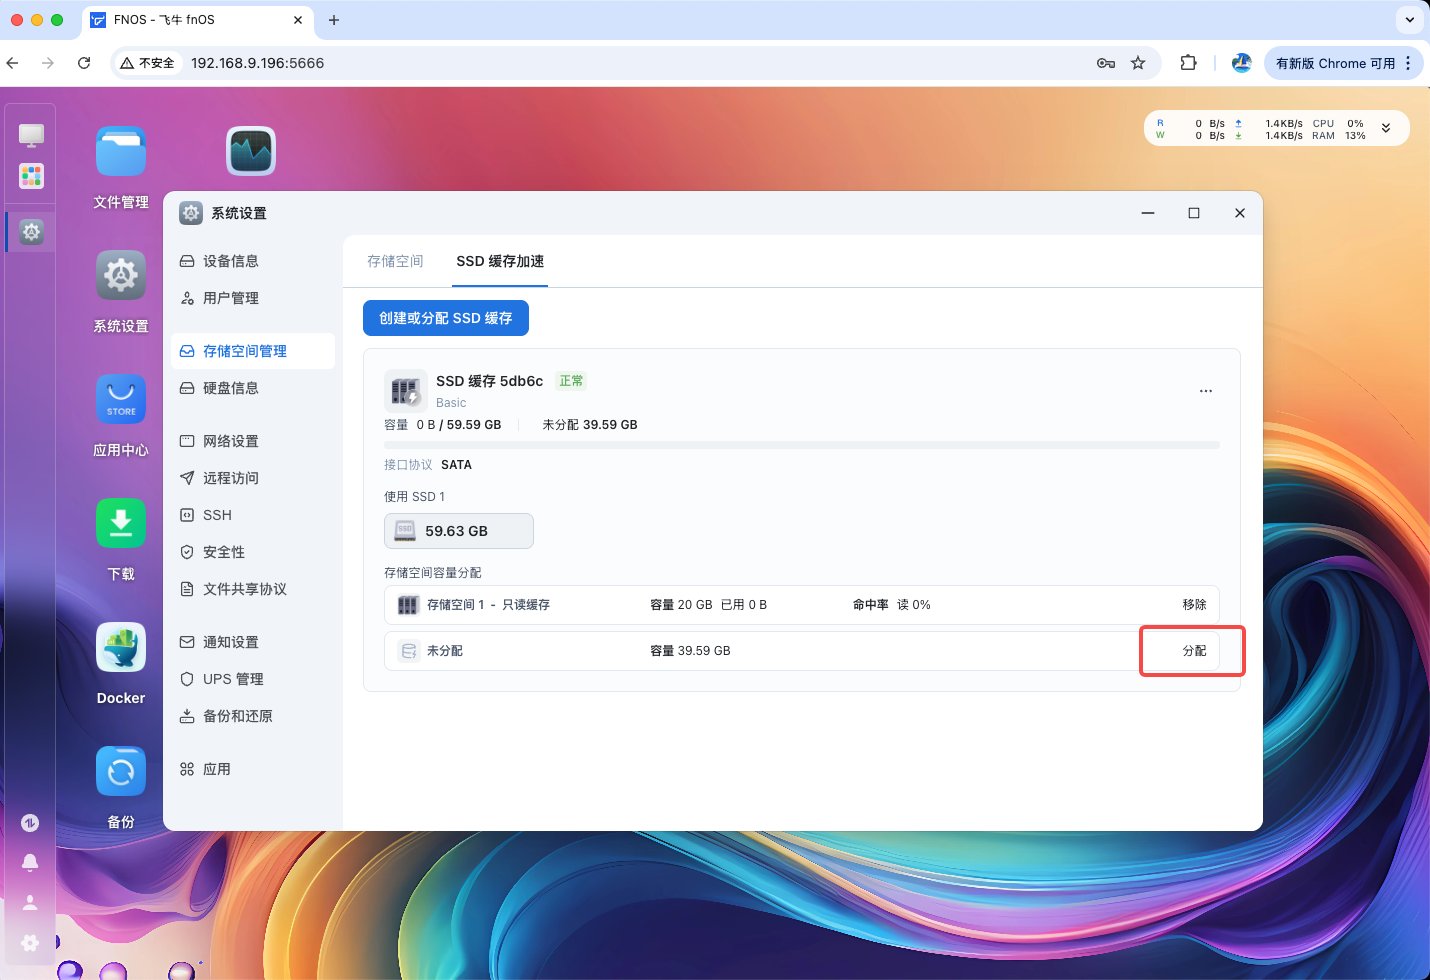 FNOS - 飞牛 fnOS
不安全
192.168.9.196:5666
有新版 Chrome 可用
R 0 B/s 1.4KB/s CPU 0%
W 0 B/s 1.4KB/s RAM 13%
文件管理
系统设置
STORE
应用中心
下载
Docker
备份
系统设置
设备信息
用户管理
存储空间管理
硬盘信息
网络设置
远程访问
SSH
安全性
文件共享协议
通知设置
UPS 管理
备份和还原
应用
存储空间 SSD 缓存加速
创建或分配 SSD 缓存
SSD 缓存 5db6c 正常
Basic
容量 0 B / 59.59 GB 未分配 39.59 GB
接口协议 SATA
使用 SSD 1
SSD 59.63 GB
存储空间容量分配
存储空间 1 - 只读缓存 容量 20 GB 已用 0 B 命中率 读 0% 移除
未分配 容量 39.59 GB 分配